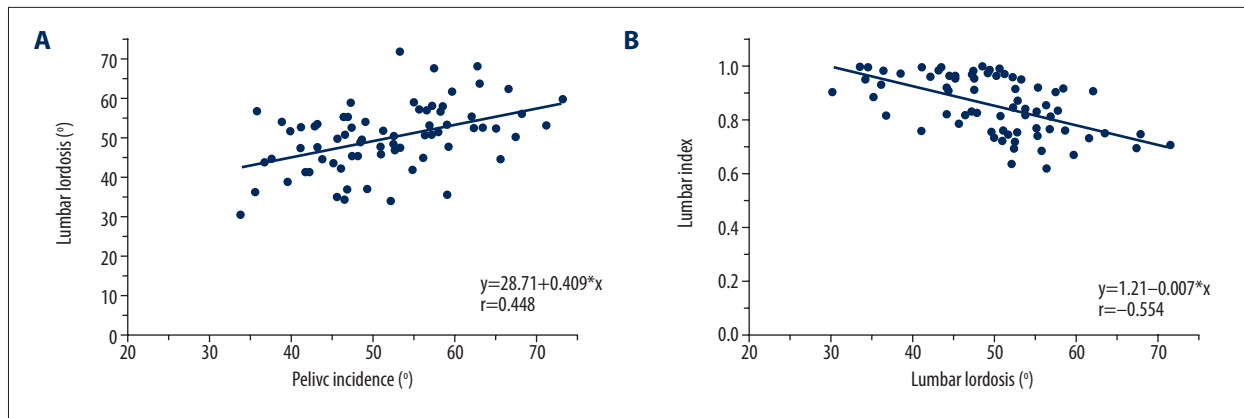 A
Lumbar lordosis (°)
70
60
50
40
30
20
10
0
20
30
40
50
60
70
Pelivc incidence (°)
y=28.71+0.409*x
r=0.448
B
Lumbar index
1.0
0.8
0.6
0.4
0.2
0.0
20
30
40
50
60
70
Lumbar lordosis (°)
y=1.21–0.007*x
r=–0.554